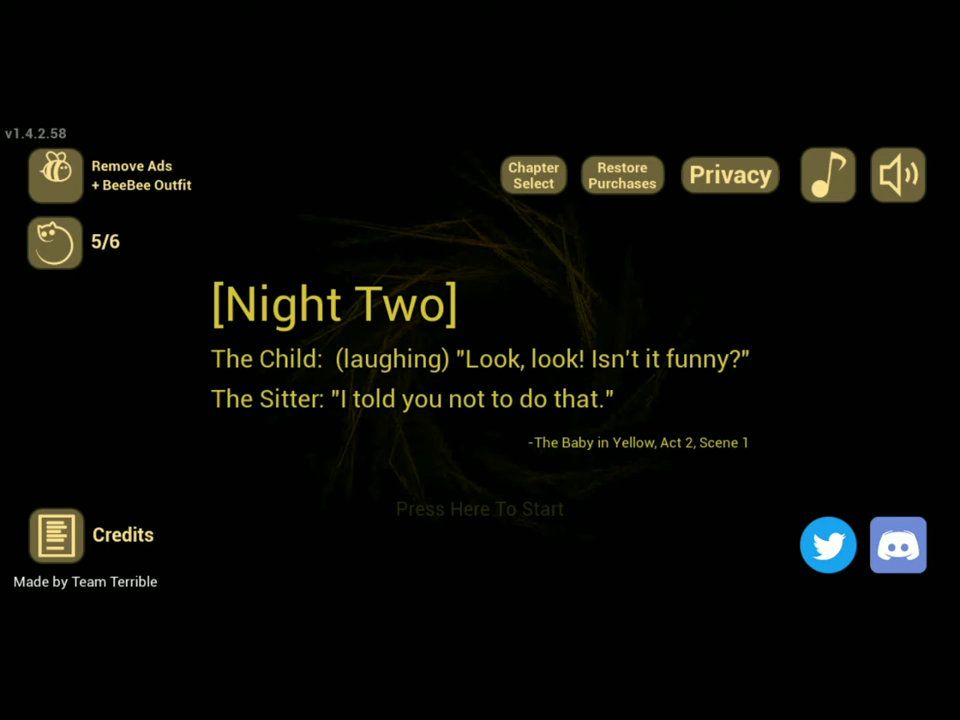 v1.4.2.58
Remove Ads
+ BeeBee Outfit
Chapter
Select
Restore
Purchases
Privacy
5/6
[Night Two]
The Child:  (laughing) "Look, look! Isn't it funny?"
The Sitter: "I told you not to do that."
-The Baby in Yellow, Act 2, Scene 1
Press Here To Start
Credits
Made by Team Terrible